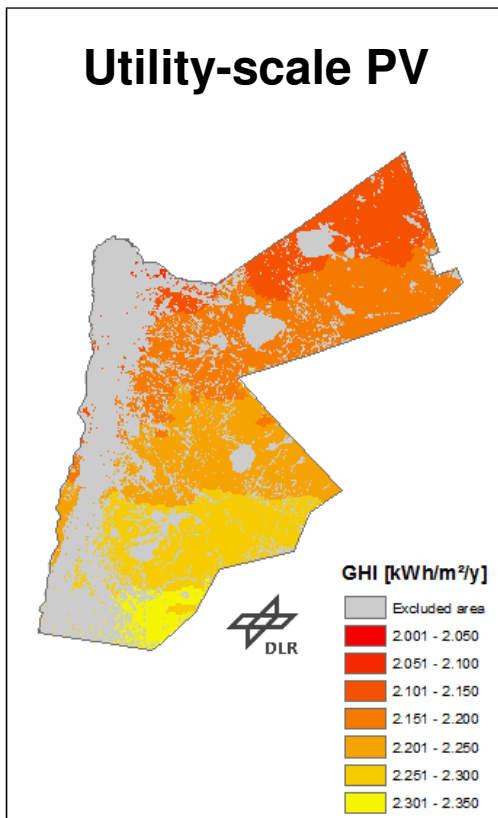 Utility-scale PV
DLR
GHI [kWh/m²/y]
Excluded area
2.001 - 2.050
2.051 - 2.100
2.101 - 2.150
2.151 - 2.200
2.201 - 2.250
2.251 - 2.300
2.301 - 2.350